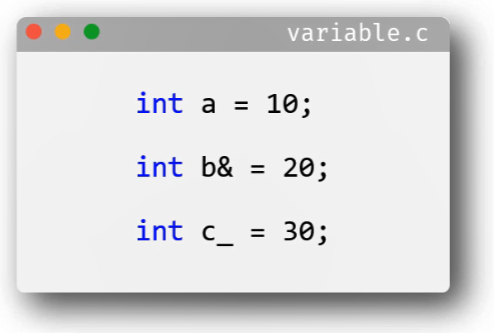 variable.c
int a = 10;
int b& = 20;
int c_ = 30;